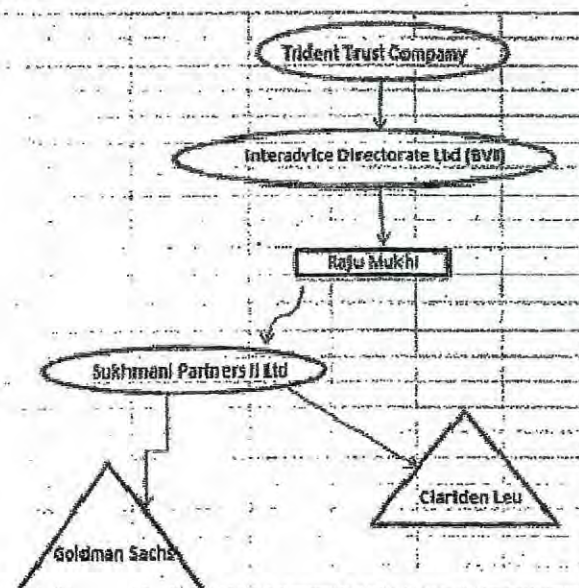 Trident Trust Company
Interadvice Directorate Ltd (BVI)
Raju Mukhi
Sukhmani Partners II Ltd
Clariden Leu
Goldman Sachs